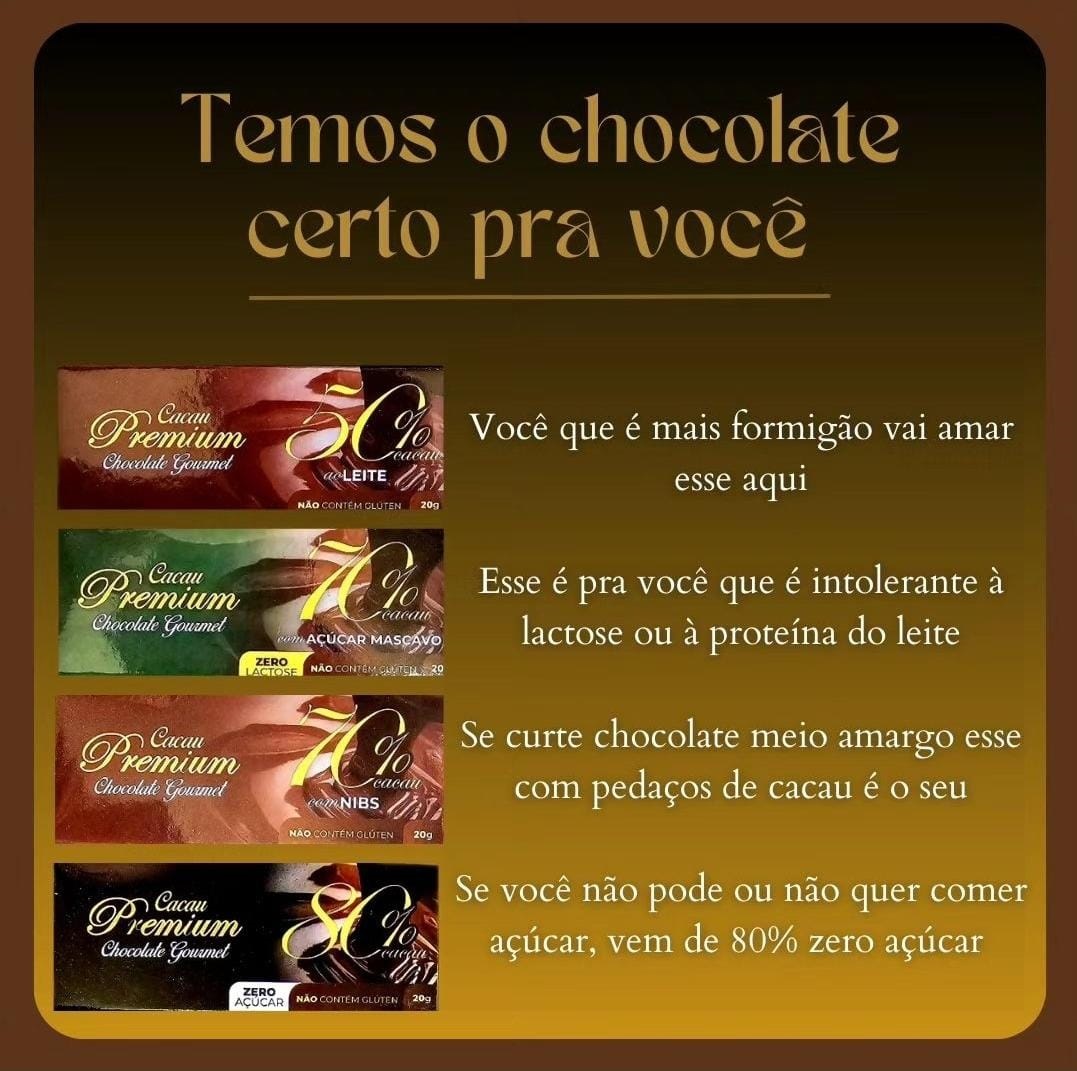 Temos o chocolate
certo pra você
Cacau
Premium
Chocolate Gourmet
50%
cacau
ao LEITE
NÃO CONTÉM GLÚTEN 20g
Você que é mais formigão vai amar
esse aqui
Cacau
Premium
Chocolate Gourmet
70%
cacau
com AÇÚCAR MASCAVO
ZERO
LACTOSE
NÃO CONTÉM GLÚTEN 20
Esse é pra você que é intolerante à
lactose ou à proteína do leite
Cacau
Premium
Chocolate Gourmet
70%
cacau
com NIBS
NÃO CONTÉM GLÚTEN 20g
Se curte chocolate meio amargo esse
com pedaços de cacau é o seu
Cacau
Premium
Chocolate Gourmet
80%
cacau
ZERO
AÇÚCAR
NÃO CONTÉM GLÚTEN 20g
Se você não pode ou não quer comer
açúcar, vem de 80% zero açúcar